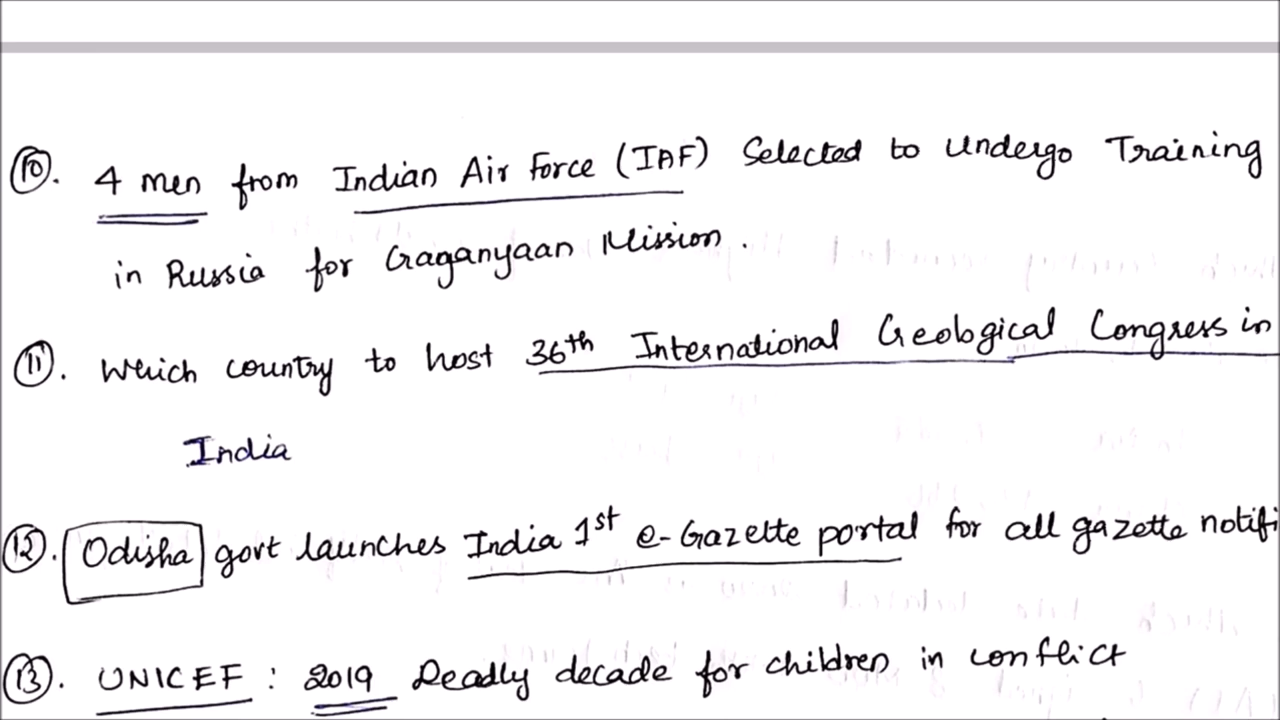 10. 4 men from Indian Air Force (IAF) Selected to Undergo Training
in Russia for Gaganyaan Mission.
11. Which country to host 36th International Geological Congress in
India
12. Odisha govt launches India 1st e-Gazette portal for all gazette notifi
13. UNICEF : 2019 Deadly decade for children in conflict